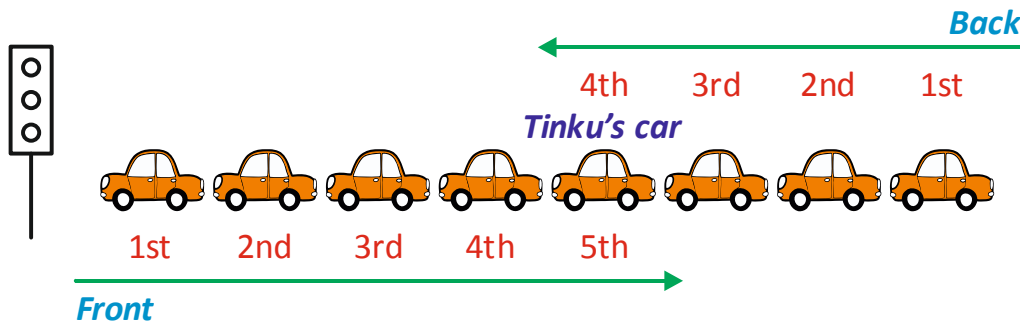 Back
4th 3rd 2nd 1st
Tinku's car
1st 2nd 3rd 4th 5th
Front